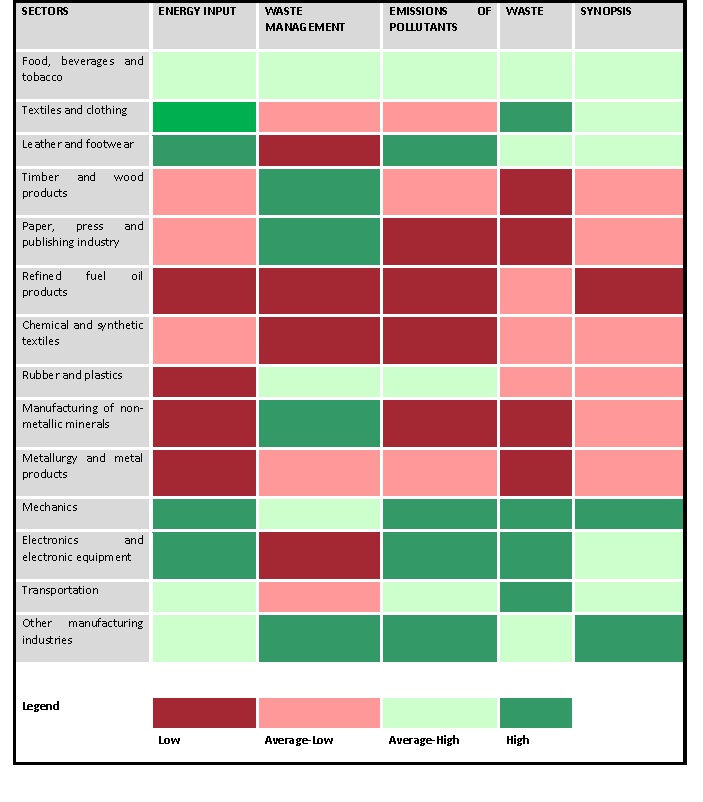 SECTORS ENERGY INPUT WASTE EMISSIONS OF WASTE SYNOPSIS
MANAGEMENT POLLUTANTS
Food, beverages and
tobacco
Textiles and clothing
Leather and footwear
Timber and wood
products
Paper, press and
publishing industry
Refined fuel oil
products
Chemical and synthetic
textiles
Rubber and plastics
Manufacturing of non-
metallic minerals
Metallurgy and metal
products
Mechanics
Electronics and
electronic equipment
Transportation
Other manufacturing
industries
Legend
Low Average-Low Average-High High